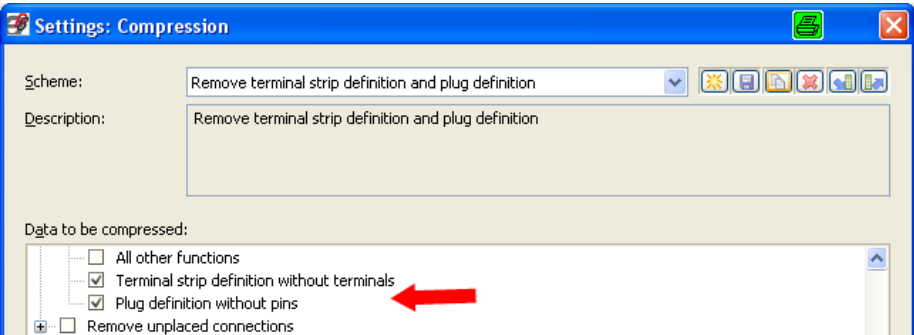 Settings: Compression
Scheme:
Remove terminal strip definition and plug definition
Description:
Remove terminal strip definition and plug definition
Data to be compressed:
All other functions
Terminal strip definition without terminals
Plug definition without pins
Remove unplaced connections